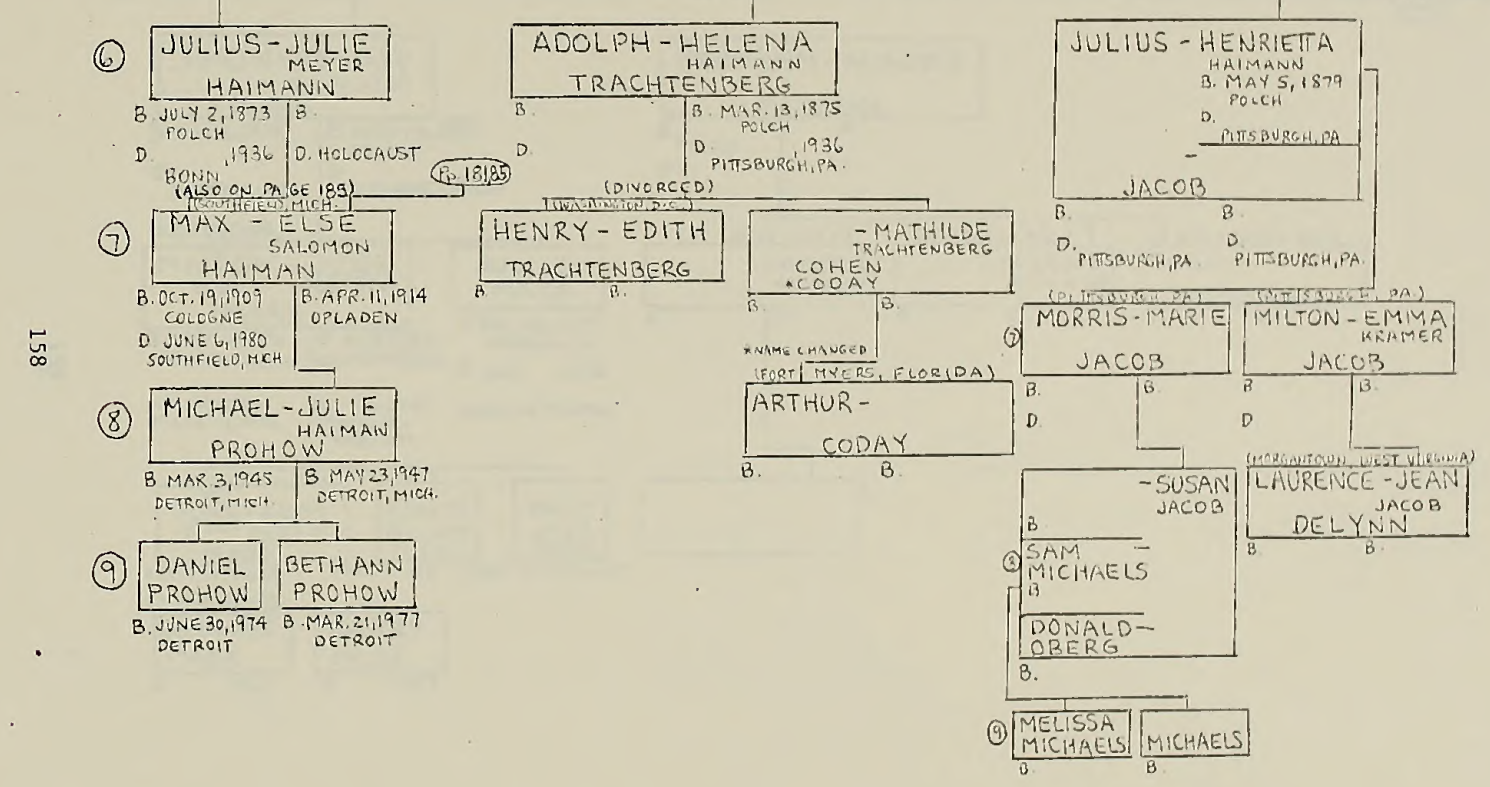 6
JULIUS - JULIE
MEYER
HAIMANN
B. JULY 2, 1873
POLCH
D. , 1936
BONN
B.
D. HOLOCAUST
(ALSO ON PAGE 185)
Pp. 18185
ADOLPH - HELENA
HAIMANN
TRACHTENBERG
B.
D.
B. MAR. 13, 1875
POLCH
D. , 1936
PITTSBURGH, PA.
(DIVORCED)
JULIUS - HENRIETTA
HAIMANN
B. MAY 5, 1879
POLCH
D.
PITTSBURGH, PA
-
JACOB
B.
D.
PITTSBURGH, PA.
B.
D.
PITTSBURGH, PA.
7
(SOUTHFIELD, MICH.
MAX - ELSE
SALOMON
HAIMAN
B. OCT. 19, 1909
COLOGNE
D. JUNE 6, 1980
SOUTHFIELD, MICH
B. APR. 11, 1914
OPLADEN
(WASHINGTON D.C.)
HENRY - EDITH
TRACHTENBERG
B. B.
- MATHILDE
TRACHTENBERG
COHEN
*CODAY
B. B.
*NAME CHANGED
7
(PITTSBURGH PA)
MORRIS - MARIE
JACOB
B. B.
D.
(PITTSBURGH, PA.)
MILTON - EMMA
KRAMER
JACOB
B B.
D
158
8
MICHAEL - JULIE
HAIMAN
PROHOW
B MAR. 3, 1945
DETROIT, MICH.
B MAY 23, 1947
DETROIT, MICH.
(FORT MYERS, FLORIDA)
ARTHUR -
CODAY
B. B.
8
- SUSAN
JACOB
B
SAM -
MICHAELS
B
DONALD -
OBERG
B.
(MORGANTOWN, WEST VIRGINIA)
LAURENCE - JEAN
JACOB
DELYNN
B. B.
9
DANIEL
PROHOW
B. JUNE 30, 1974
DETROIT
BETH ANN
PROHOW
B. MAR. 21, 1977
DETROIT
9
MELISSA
MICHAELS
B.
MICHAELS
B.